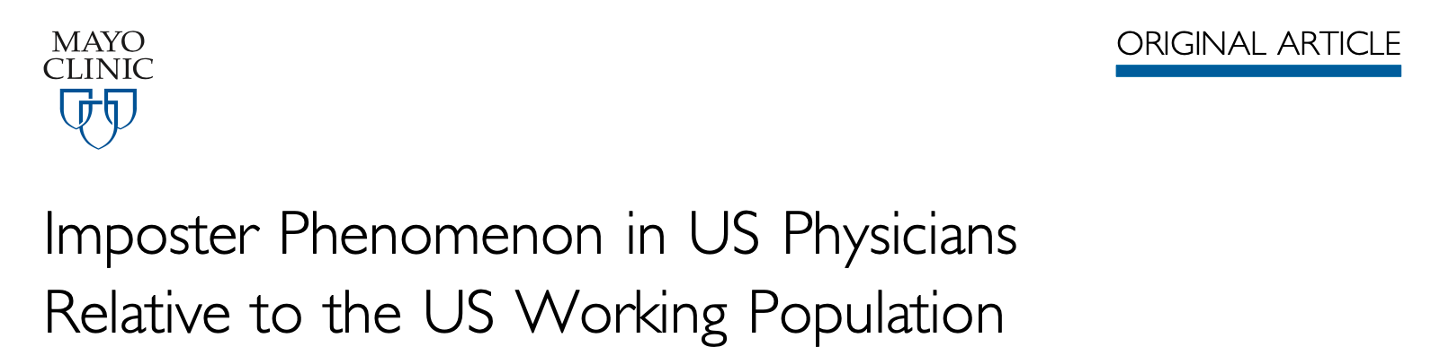 MAYO
CLINIC
ORIGINAL ARTICLE
Imposter Phenomenon in US Physicians
Relative to the US Working Population